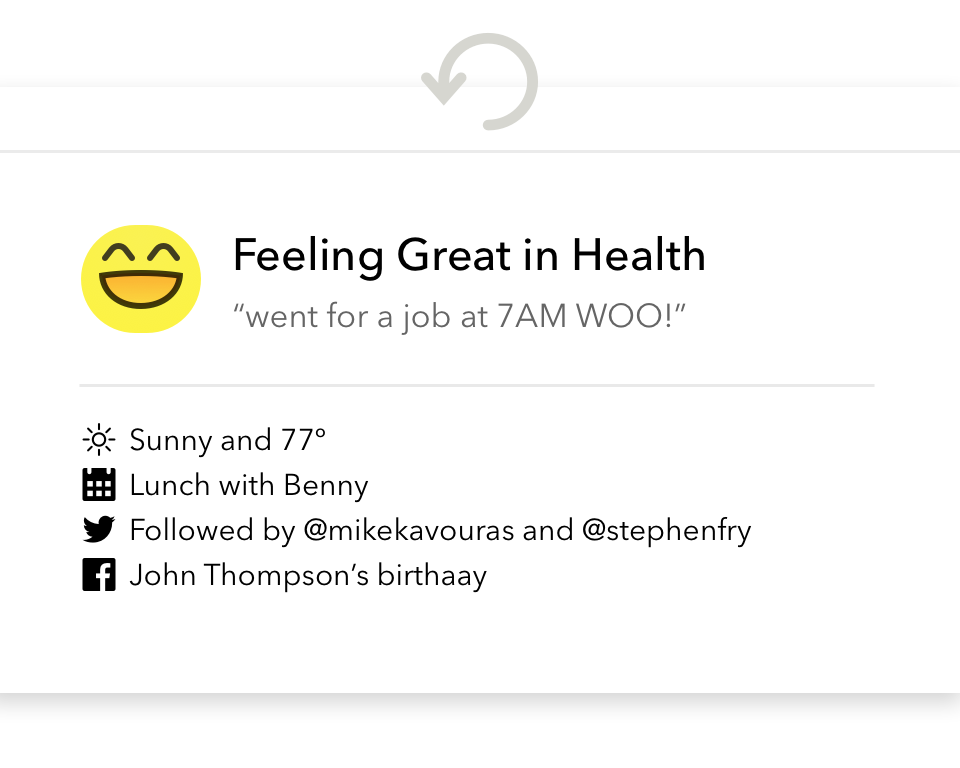 Feeling Great in Health
“went for a job at 7AM WOO!”
Sunny and 77°
Lunch with Benny
Followed by @mikekavouras and @stephenfry
John Thompson’s birthaay